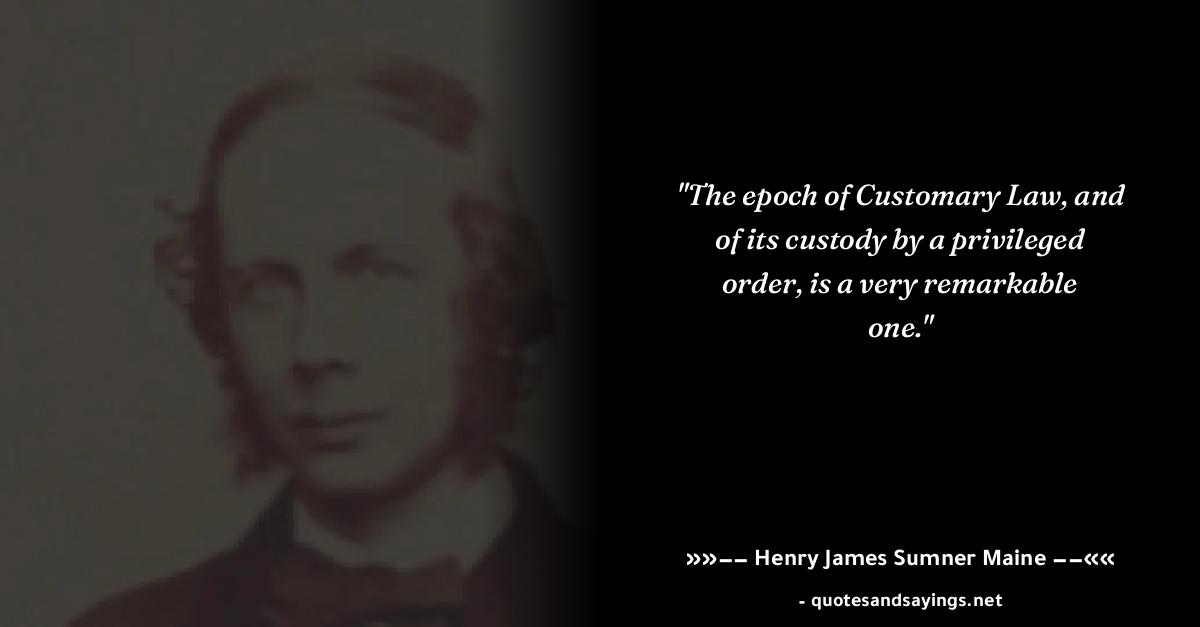 "The epoch of Customary Law, and
of its custody by a privileged
order, is a very remarkable
one."
»»–– Henry James Sumner Maine ––««
- quotesandsayings.net